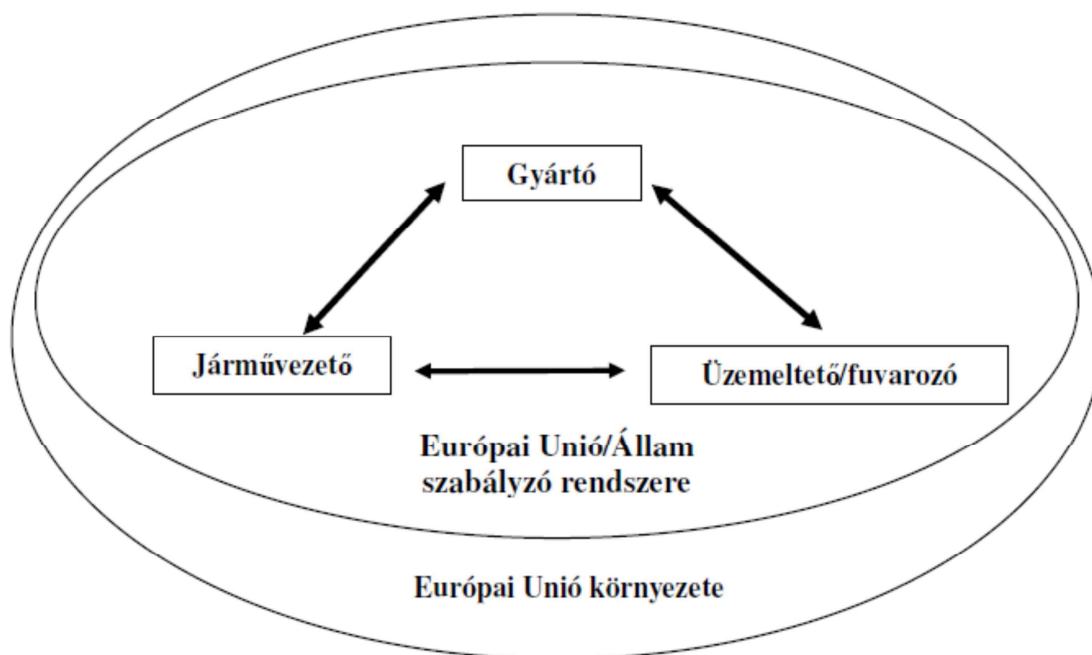 Gyártó
Járművezető
Üzemeltető/fuvarozó
Európai Unió/Állam
szabályzó rendszere
Európai Unió környezete